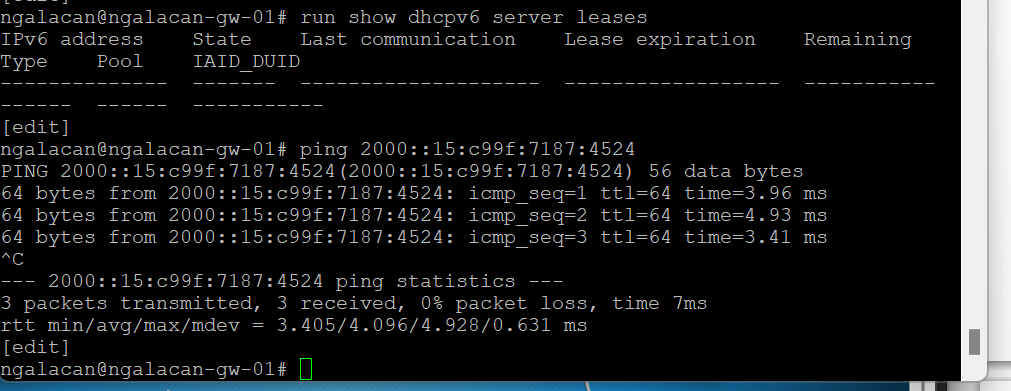 [edit]
ngalacan@ngalacan-gw-01# run show dhcpv6 server leases
IPv6 address    State    Last communication    Lease expiration    Remaining
Type    Pool    IAID_DUID
--------------  -------  --------------------  ------------------  -----------
------  ------  -----------
[edit]
ngalacan@ngalacan-gw-01# ping 2000::15:c99f:7187:4524
PING 2000::15:c99f:7187:4524(2000::15:c99f:7187:4524) 56 data bytes
64 bytes from 2000::15:c99f:7187:4524: icmp_seq=1 ttl=64 time=3.96 ms
64 bytes from 2000::15:c99f:7187:4524: icmp_seq=2 ttl=64 time=4.93 ms
64 bytes from 2000::15:c99f:7187:4524: icmp_seq=3 ttl=64 time=3.41 ms
^C
--- 2000::15:c99f:7187:4524 ping statistics ---
3 packets transmitted, 3 received, 0% packet loss, time 7ms
rtt min/avg/max/mdev = 3.405/4.096/4.928/0.631 ms
[edit]
ngalacan@ngalacan-gw-01#